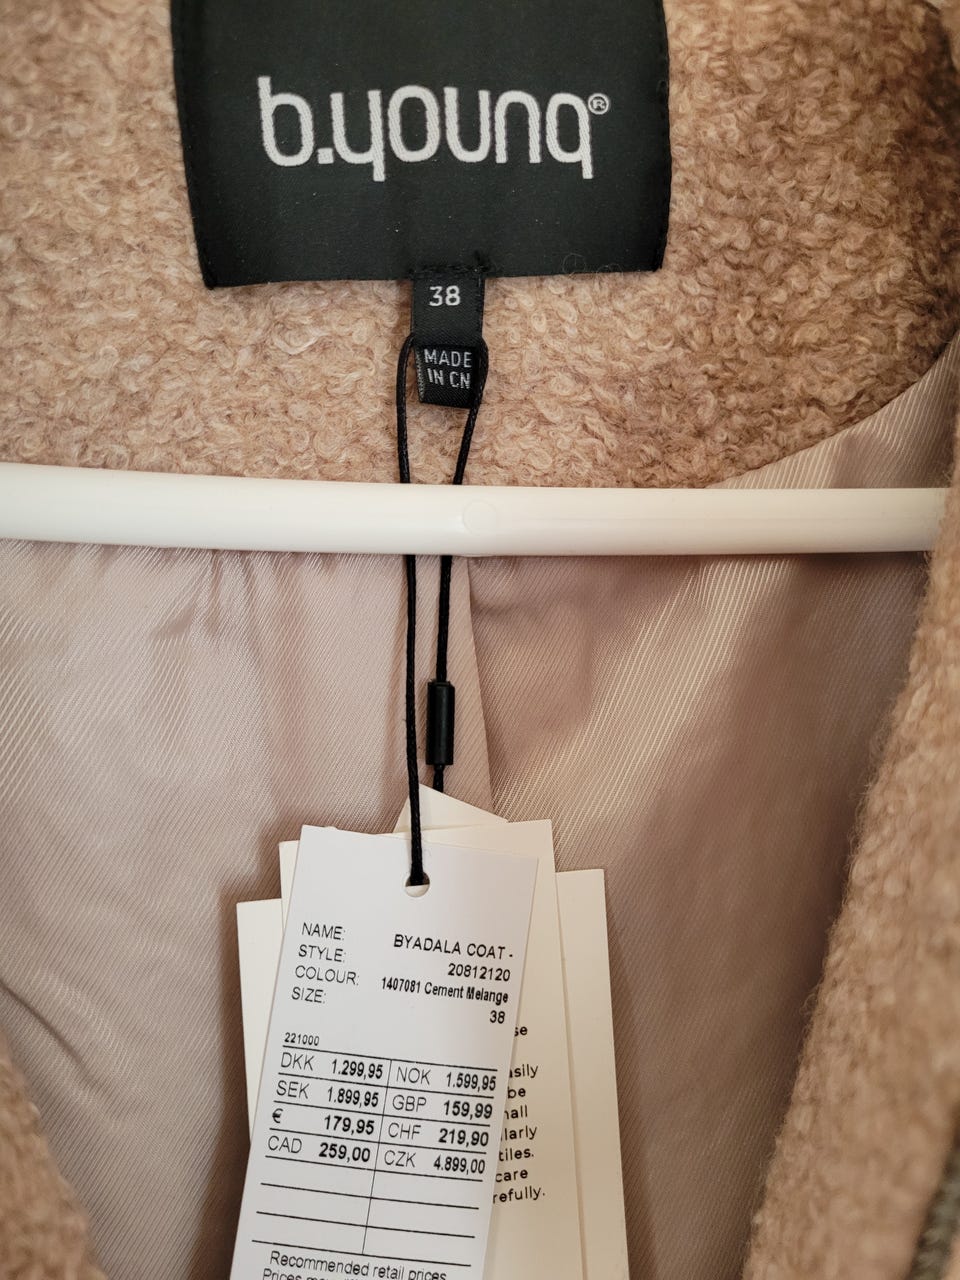 b.young®
38
MADE
IN CN
NAME: BYADALA COAT -
STYLE: 20812120
COLOUR: 1407081 Cement Melange
SIZE: 38
221000
DKK 1.299,95 NOK 1.599,95
SEK 1.899,95 GBP 159,99
€ 179,95 CHF 219,90
CAD 259,00 CZK 4.899,00
Recommended retail prices
Prices